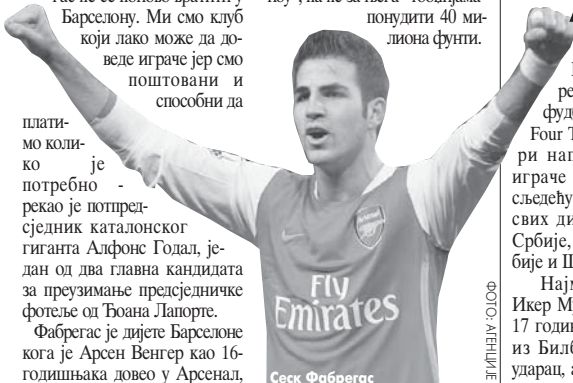 Барселону. Ми смо клуб
који лако може да до-
веде играче јер смо
поштовани и
способни да
плати-
мо коли-
ко је
потребно -
рекао је потпред-
сједник каталонског
гиганта Алфонс Годал, је-
дан од два главна кандидата
за преузимање предсједничке
фотеље од Ђоана Лапорте.
Фабрегас је дијете Барселоне
кога је Арсен Венгер као 16-
годишњака довео у Арсенал,
понудити 40 ми-
лиона фунти.
Fly
Emirates
Arsenal
Сеск Фабрегас
ФОТО: АГЕНЦИЈЕ
фуд
Four T
ри нап
играче
сљедећу
свих ди
Србије,
бије и Ш
Најм
Икер М
17 годин
из Билб
ударац, а